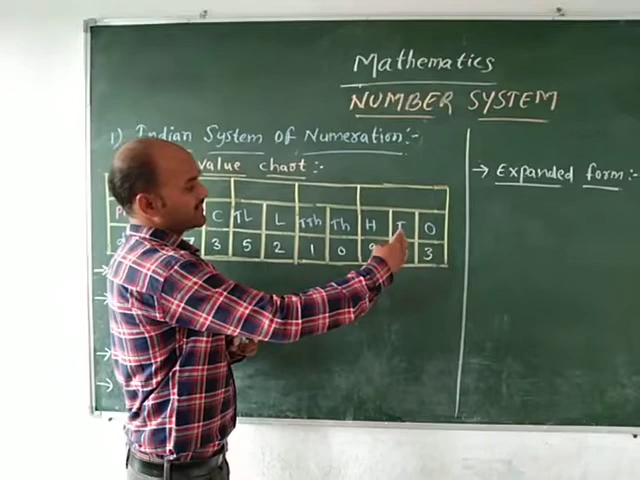 Mathematics
NUMBER SYSTEM
1) Indian System of Numeration:-
value chart:-
C TL L TTh Th H T O
3 5 2 1 0 9 3
→ Expanded form:-